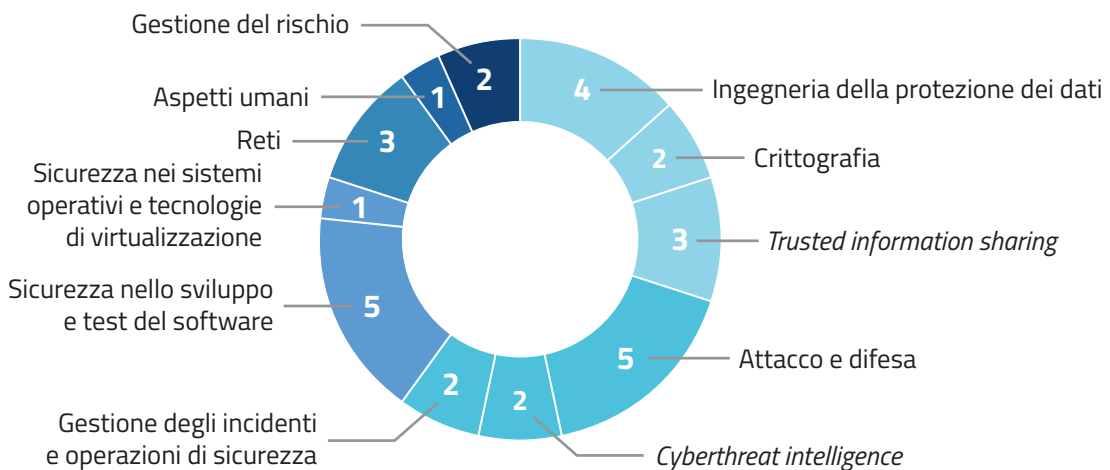 Gestione del rischio
2
Aspetti umani
1
Reti
3
Sicurezza nei sistemi
operativi e tecnologie
di virtualizzazione
1
Sicurezza nello sviluppo
e test del software
5
Gestione degli incidenti
e operazioni di sicurezza
2
4
Ingegneria della protezione dei dati
2
Crittografia
3
Trusted information sharing
5
Attacco e difesa
2
Cyberthreat intelligence